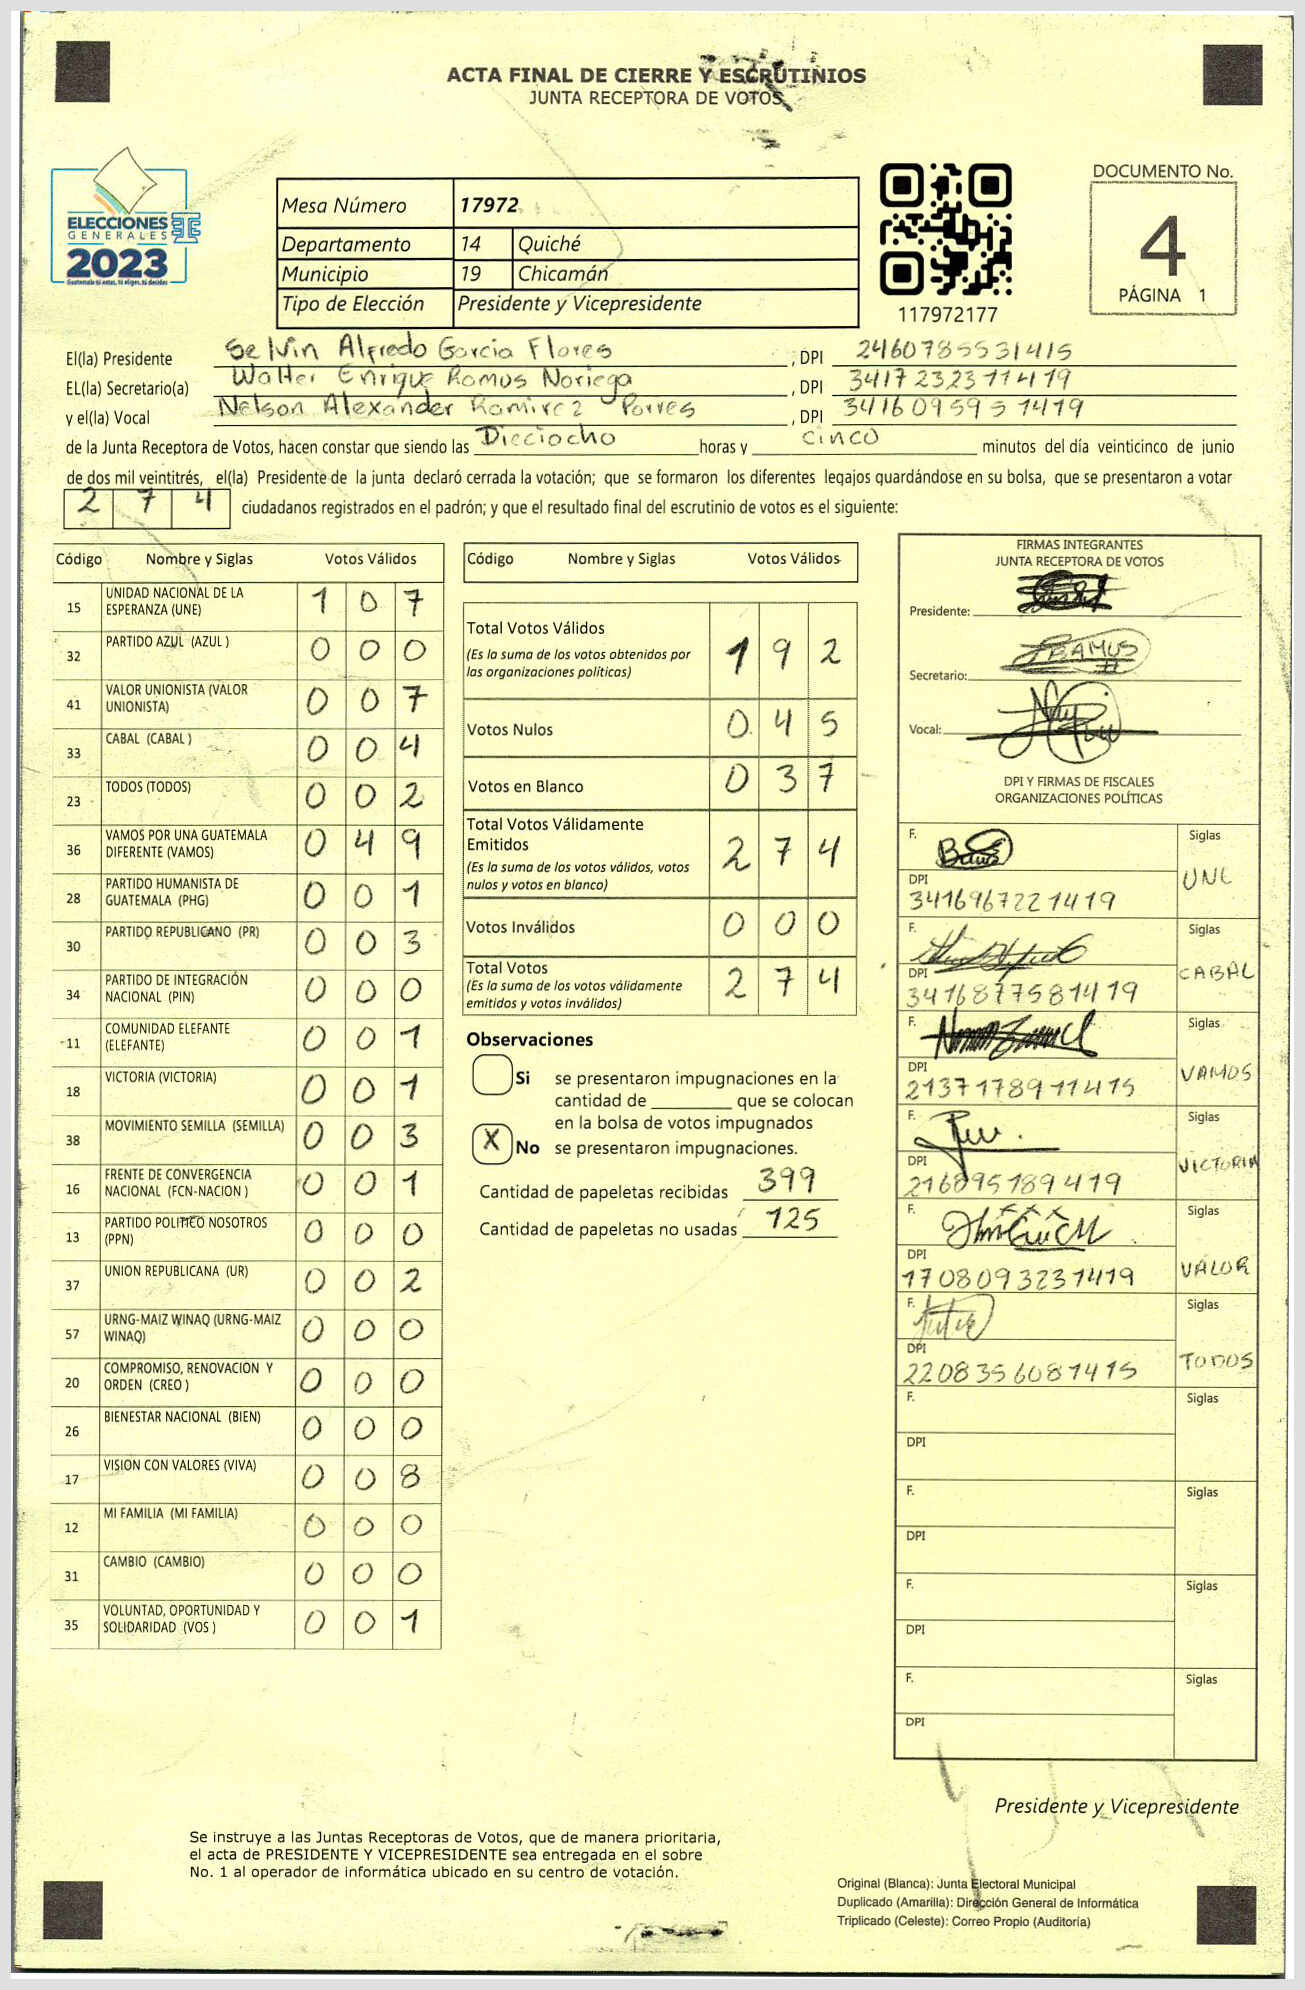 ACTA FINAL DE CIERRE Y ESCRUTINIOS
JUNTA RECEPTORA DE VOTOS
ELECCIONES
GENERALES
2023
Guatemala tú votas, tú eliges, tú decides
Mesa Número 17972
Departamento 14 Quiché
Municipio 19 Chicamán
Tipo de Elección Presidente y Vicepresidente
117972177
DOCUMENTO No.
4
PÁGINA 1
El(la) Presidente Selvin Alfredo Garcia Flores, DPI 2460785531415
EL(la) Secretario(a) Walter Enrique Ramos Noriega, DPI 3417232311419
y el(la) Vocal Nelson Alexander Ramirez Porres, DPI 3416095951419
de la Junta Receptora de Votos, hacen constar que siendo las Dieciocho horas y cinco minutos del día veinticinco de junio
de dos mil veintitrés, el(la) Presidente de la junta declaró cerrada la votación; que se formaron los diferentes legajos guardándose en su bolsa, que se presentaron a votar
274 ciudadanos registrados en el padrón; y que el resultado final del escrutinio de votos es el siguiente:
Código Nombre y Siglas Votos Válidos
15 UNIDAD NACIONAL DE LA ESPERANZA (UNE) 1 0 7
32 PARTIDO AZUL (AZUL ) 0 0 0
41 VALOR UNIONISTA (VALOR UNIONISTA) 0 0 7
33 CABAL (CABAL ) 0 0 4
23 TODOS (TODOS) 0 0 2
36 VAMOS POR UNA GUATEMALA DIFERENTE (VAMOS) 0 4 9
28 PARTIDO HUMANISTA DE GUATEMALA (PHG) 0 0 1
30 PARTIDO REPUBLICANO (PR) 0 0 3
34 PARTIDO DE INTEGRACIÓN NACIONAL (PIN) 0 0 0
11 COMUNIDAD ELEFANTE (ELEFANTE) 0 0 1
18 VICTORIA (VICTORIA) 0 0 1
38 MOVIMIENTO SEMILLA (SEMILLA) 0 0 3
16 FRENTE DE CONVERGENCIA NACIONAL (FCN-NACION ) 0 0 1
13 PARTIDO POLITICO NOSOTROS (PPN) 0 0 0
37 UNION REPUBLICANA (UR) 0 0 2
57 URNG-MAIZ WINAQ (URNG-MAIZ WINAQ) 0 0 0
20 COMPROMISO, RENOVACION Y ORDEN (CREO ) 0 0 0
26 BIENESTAR NACIONAL (BIEN) 0 0 0
17 VISION CON VALORES (VIVA) 0 0 8
12 MI FAMILIA (MI FAMILIA) 0 0 0
31 CAMBIO (CAMBIO) 0 0 0
35 VOLUNTAD, OPORTUNIDAD Y SOLIDARIDAD (VOS ) 0 0 1
Código Nombre y Siglas Votos Válidos
Total Votos Válidos 1 9 2
(Es la suma de los votos obtenidos por
las organizaciones políticas)
Votos Nulos 0 4 5
Votos en Blanco 0 3 7
Total Votos Válidamente
Emitidos 2 7 4
(Es la suma de los votos válidos, votos
nulos y votos en blanco)
Votos Inválidos 0 0 0
Total Votos 2 7 4
(Es la suma de los votos válidamente
emitidos y votos inválidos)
Observaciones
Si se presentaron impugnaciones en la
cantidad de ________ que se colocan
en la bolsa de votos impugnados
X No se presentaron impugnaciones.
Cantidad de papeletas recibidas 399
Cantidad de papeletas no usadas 125
FIRMAS INTEGRANTES
JUNTA RECEPTORA DE VOTOS
Presidente:
Secretario: RAMUS
Vocal:
DPI Y FIRMAS DE FISCALES
ORGANIZACIONES POLÍTICAS
F. Siglas
DPI UNE
3416967221419
F. Siglas
DPI CABAL
3416877581419
F. Siglas
DPI VAMOS
2137178911415
F. Siglas
DPI VICTORIA
216895189419
F. Siglas
DPI VALOR
1708093231419
F. Siglas
DPI TODOS
2208356081415
F. Siglas
DPI
F. Siglas
DPI
F. Siglas
DPI
F. Siglas
DPI
Presidente y Vicepresidente
Se instruye a las Juntas Receptoras de Votos, que de manera prioritaria,
el acta de PRESIDENTE Y VICEPRESIDENTE sea entregada en el sobre
No. 1 al operador de informática ubicado en su centro de votación.
Original (Blanca): Junta Electoral Municipal
Duplicado (Amarilla): Dirección General de Informática
Triplicado (Celeste): Correo Propio (Auditoría)